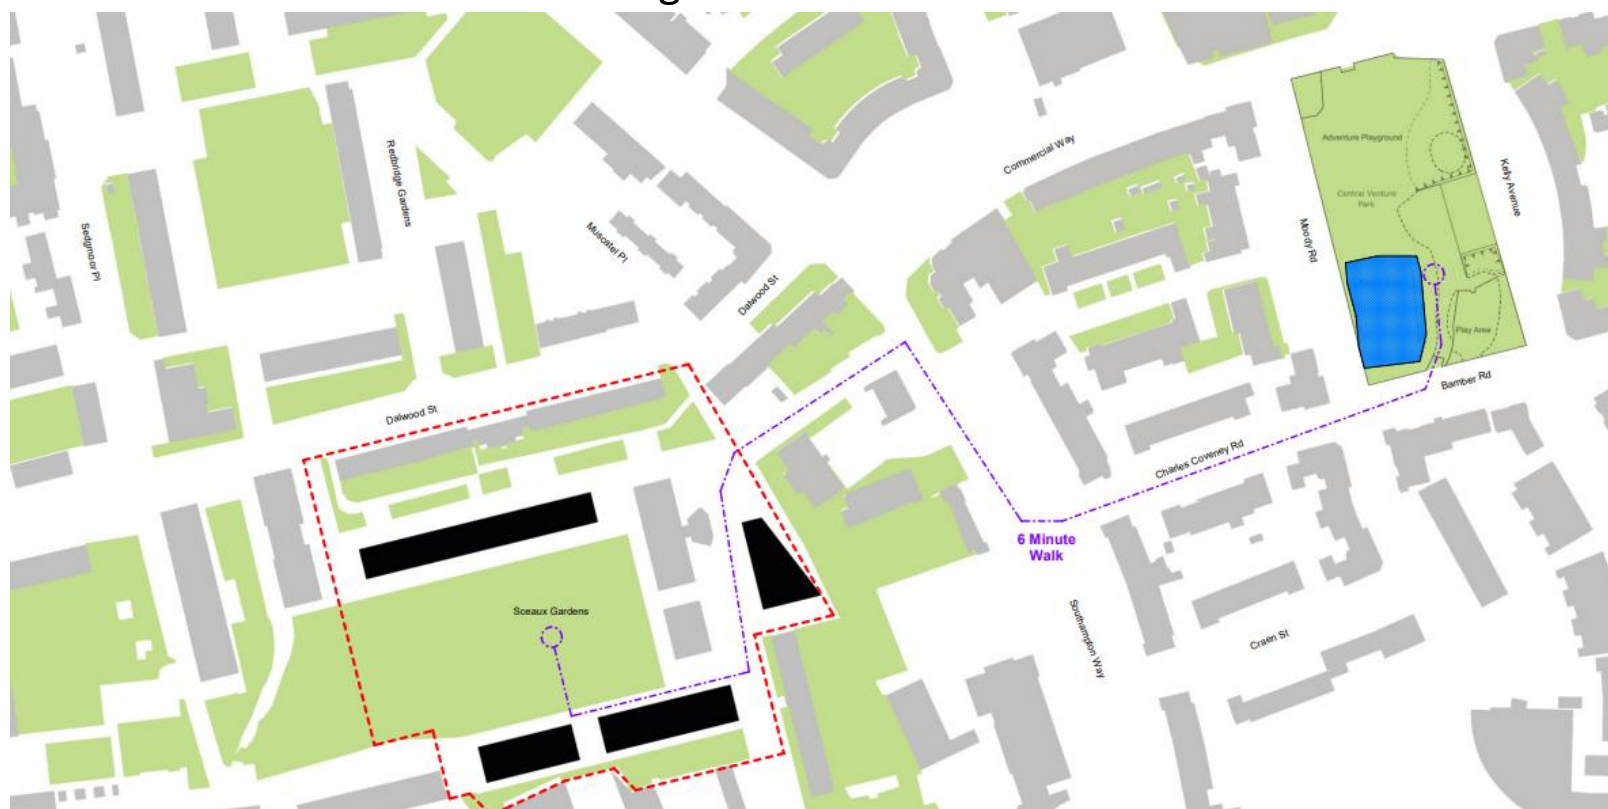 Commercial Way
Adventure Playground
Redbridge Gardens
Kelly Avenue
Central Venture
Park
Sedgmoor Pl
Muscatel Pl
Moody Rd
Dalwood St
Play Area
Bamber Rd
Dalwood St
Charles Coveney Rd
6 Minute
Walk
Sceaux Gardens
Southampton Way
Craen St